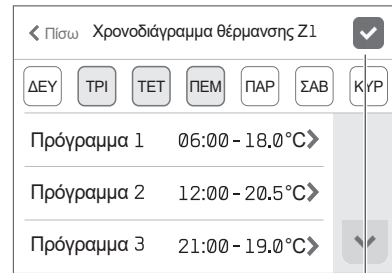 Πίσω Χρονοδιάγραμμα θέρμανσης Z1
ΔΕΥ ΤΡΙ ΤΕΤ ΠΕΜ ΠΑΡ ΣΑΒ ΚΥΡ
Πρόγραμμα 1 06:00 - 18.0°C
Πρόγραμμα 2 12:00 - 20.5°C
Πρόγραμμα 3 21:00 - 19.0°C